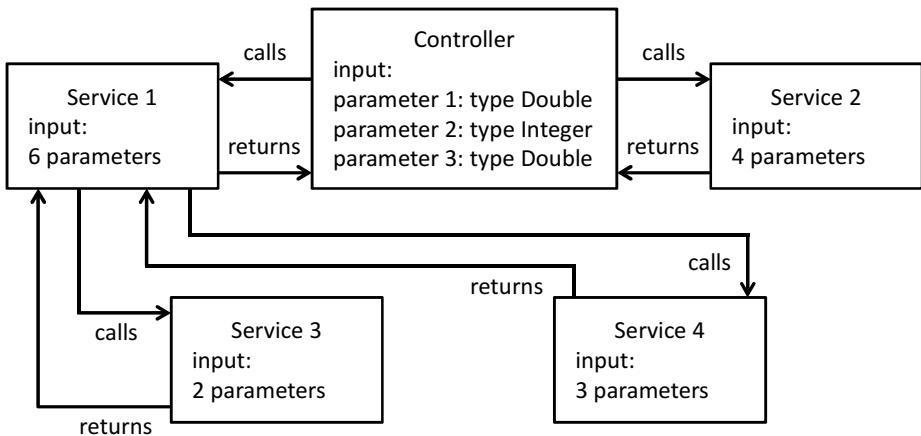 Controller
input:
parameter 1: type Double
parameter 2: type Integer
parameter 3: type Double
calls
returns
calls
returns
Service 1
input:
6 parameters
Service 2
input:
4 parameters
calls
returns
returns
calls
Service 3
input:
2 parameters
Service 4
input:
3 parameters